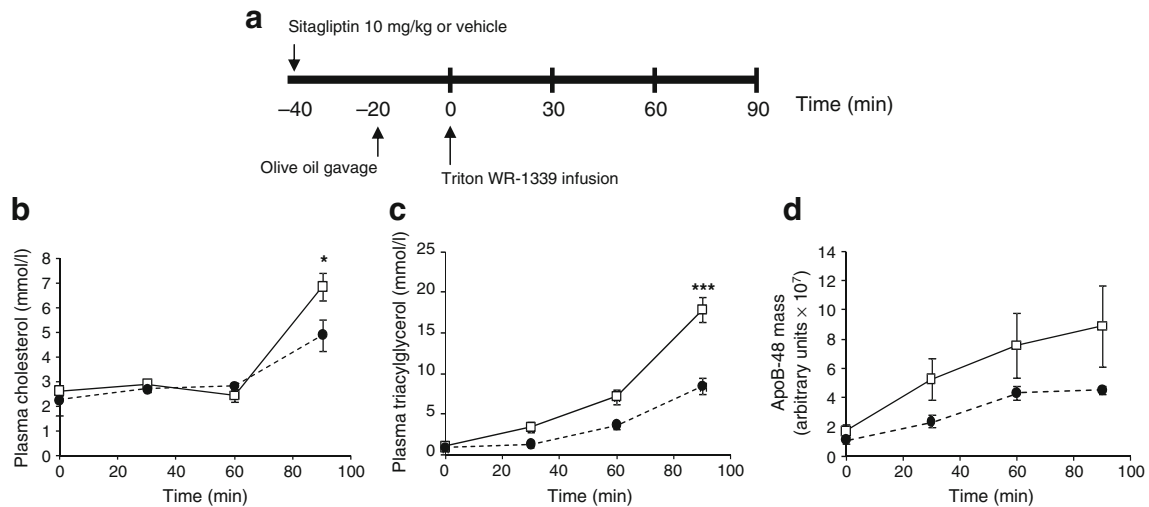 a
Sitagliptin 10 mg/kg or vehicle
–40 –20 0 30 60 90 Time (min)
Olive oil gavage
Triton WR-1339 infusion
b
Plasma cholesterol (mmol/l)
8
7
6
5
4
3
2
1
0
*
0 20 40 60 80 100
Time (min)
c
Plasma triacylglycerol (mmol/l)
25
20
15
10
5
0
***
0 20 40 60 80 100
Time (min)
d
ApoB-48 mass
(arbitrary units × 10⁷)
14
12
10
8
6
4
2
0
0 20 40 60 80 100
Time (min)